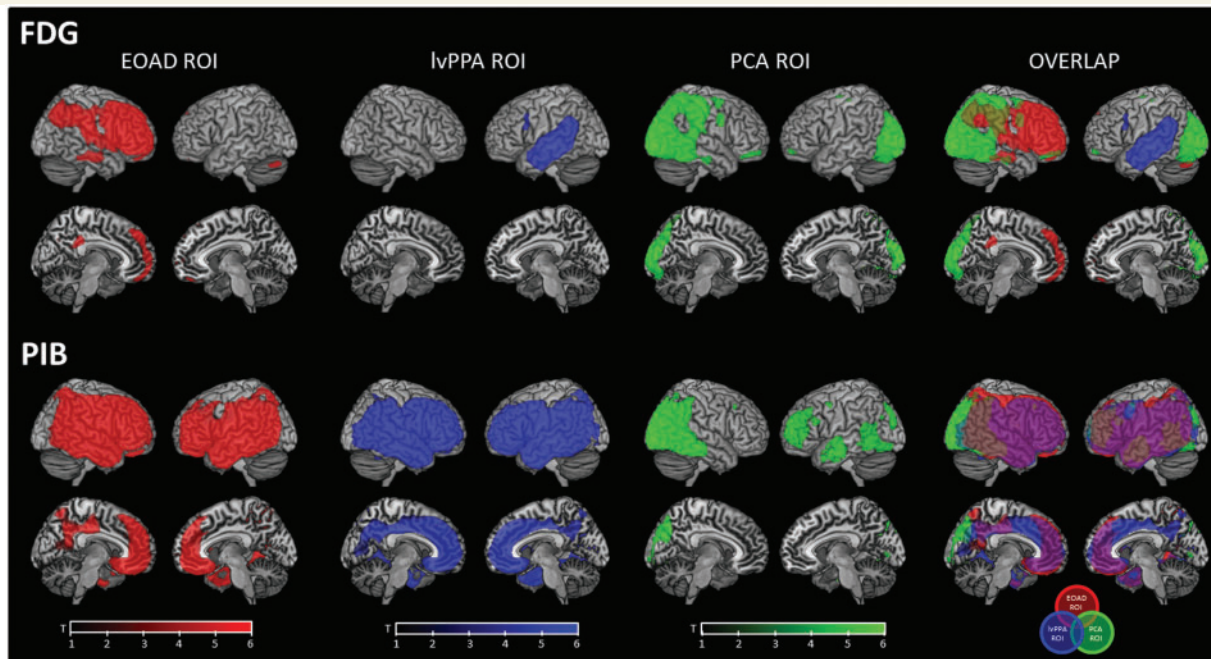 FDG
EOAD ROI lvPPA ROI PCA ROI OVERLAP
PIB
T 1 2 3 4 5 6
T 1 2 3 4 5 6
T 1 2 3 4 5 6
EOAD
ROI
lvPPA
ROI
PCA
ROI